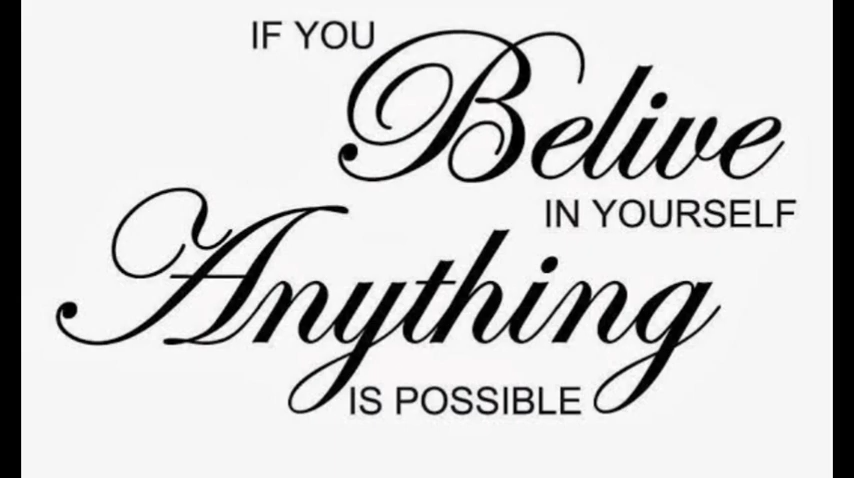 IF YOU
Belive
IN YOURSELF
Anything
IS POSSIBLE